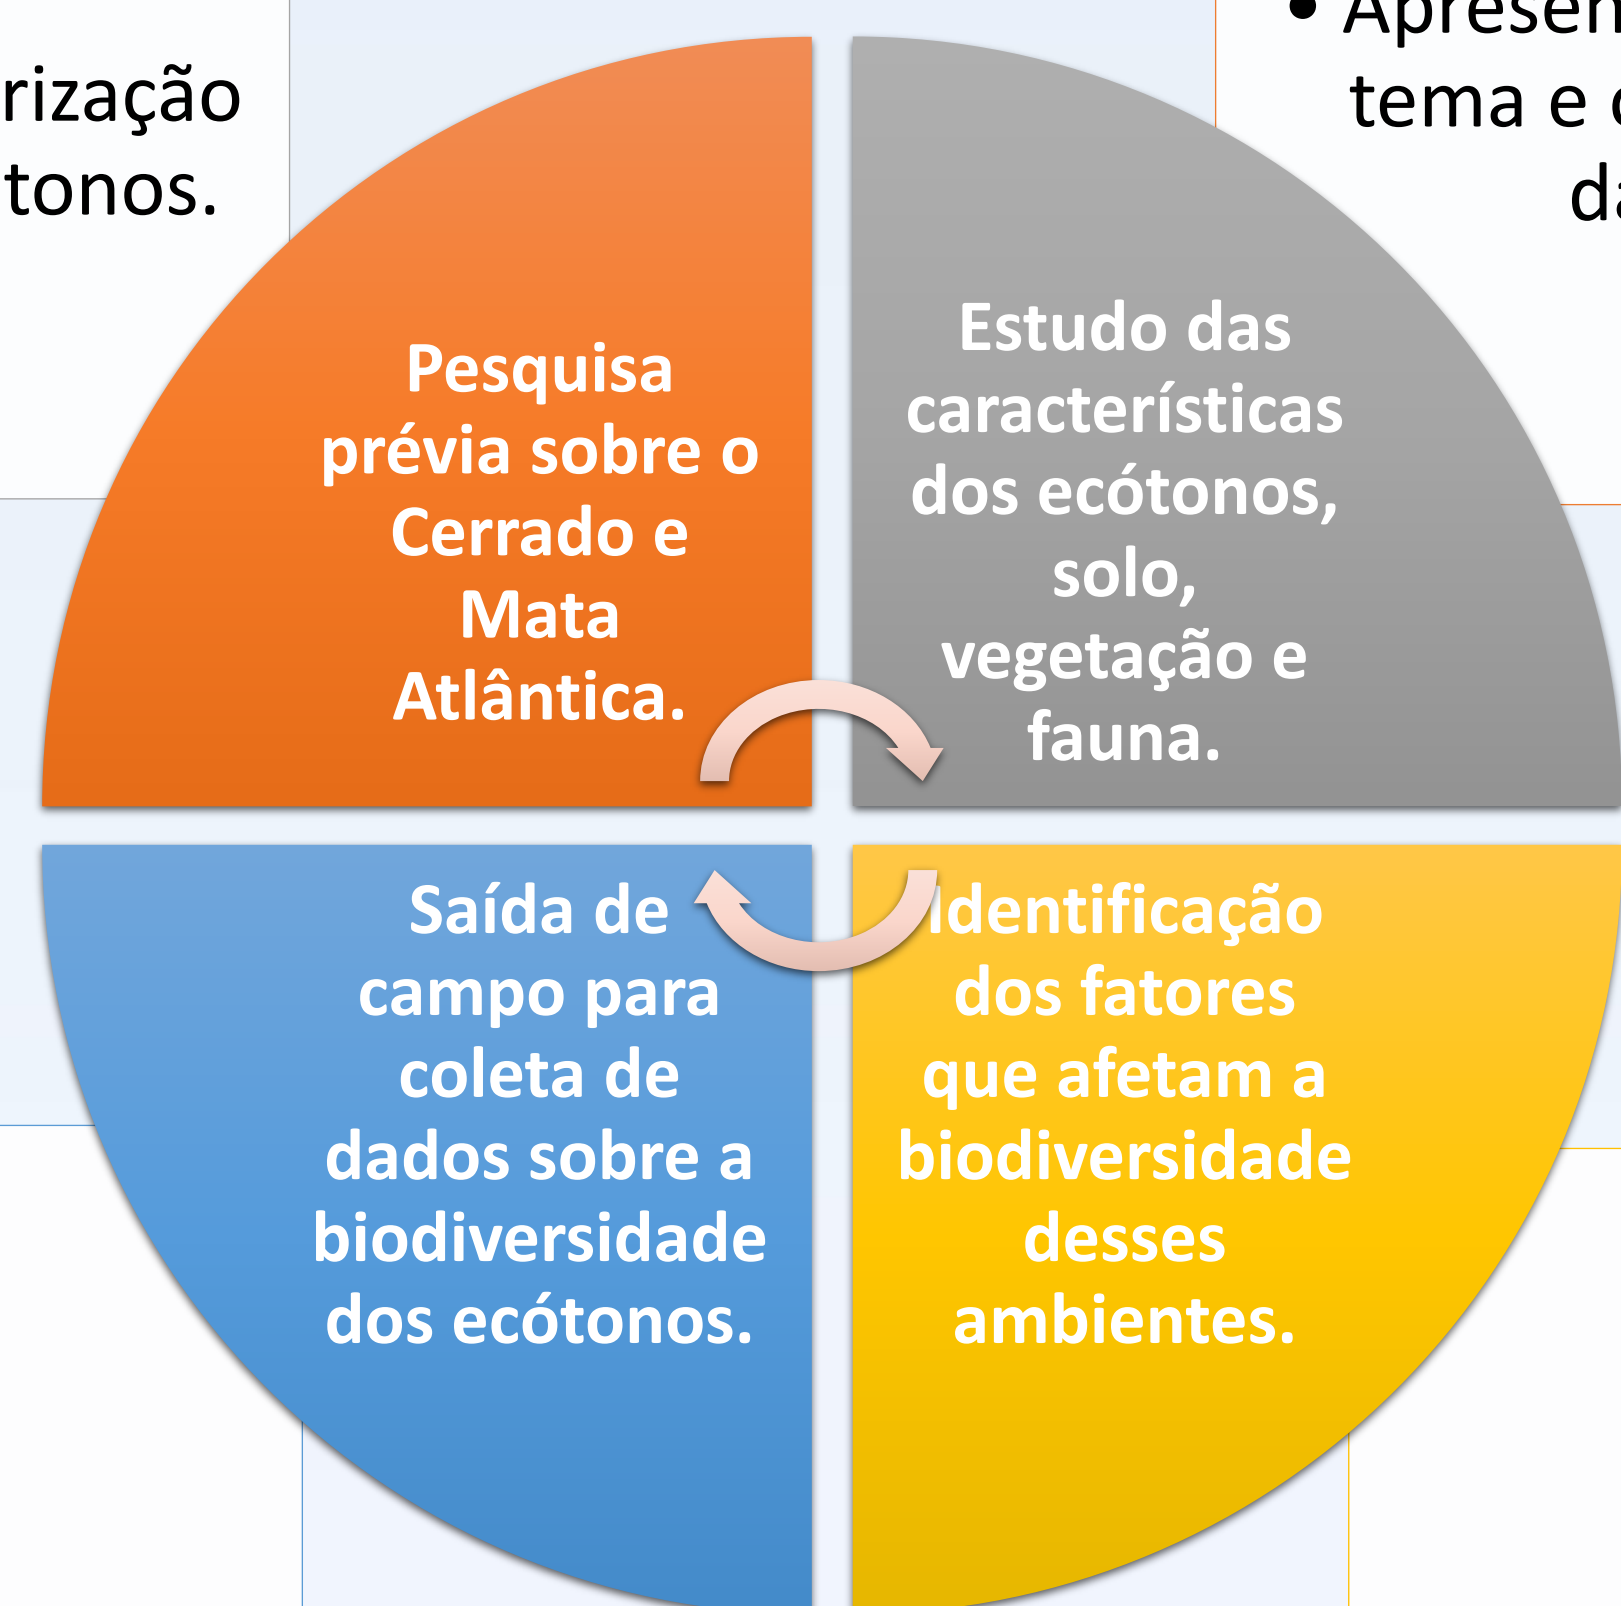 tonos.
tema e
Pesquisa
prévia sobre o
Cerrado e
Mata
Atlântica.
Estudo das
características
dos ecótonos,
solo,
vegetação e
fauna.
Saída de
campo para
coleta de
dados sobre a
biodiversidade
dos ecótonos.
Identificação
dos fatores
que afetam a
biodiversidade
desses
ambientes.